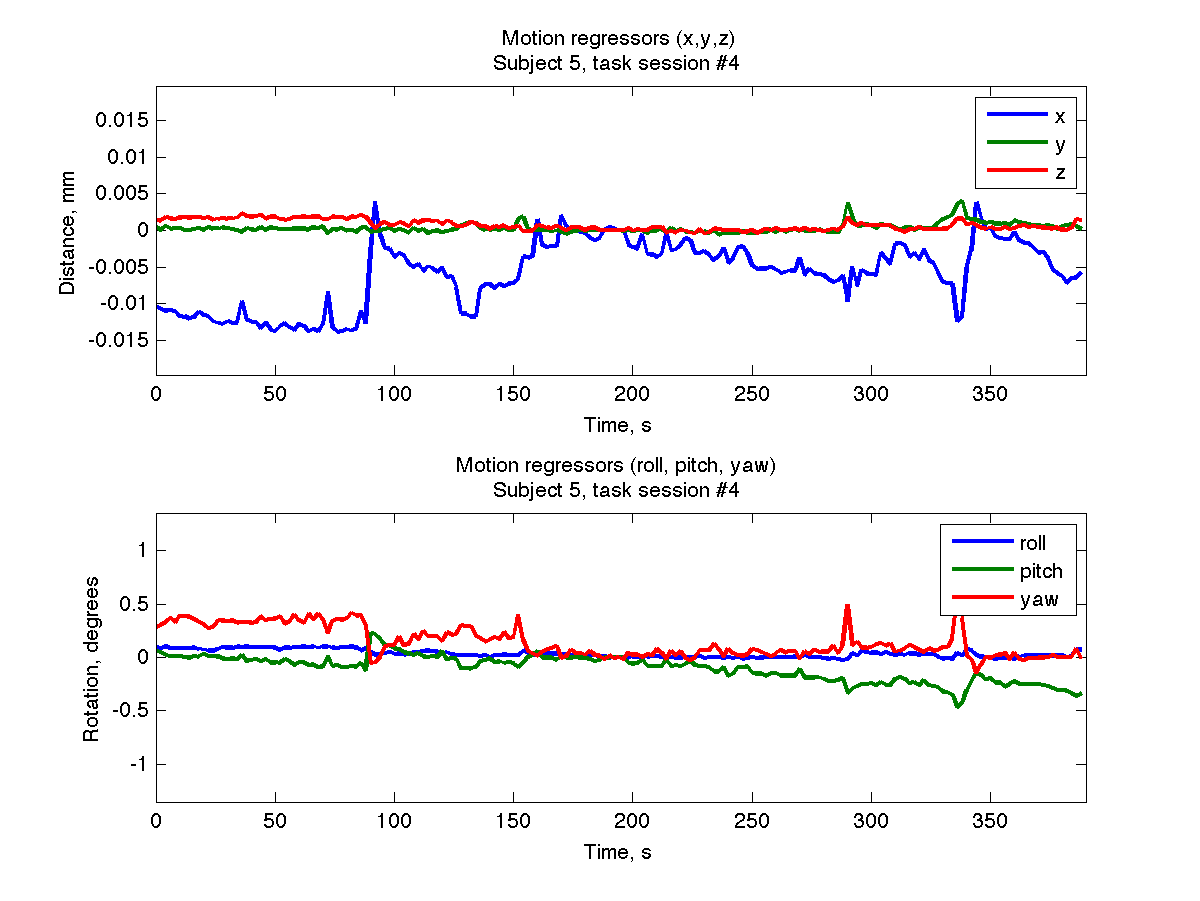 Motion regressors (x,y,z)
Subject 5, task session #4
0.015
0.01
0.005
0
-0.005
-0.01
-0.015
Distance, mm
x
y
z
0 50 100 150 200 250 300 350
Time, s
Motion regressors (roll, pitch, yaw)
Subject 5, task session #4
1
0.5
0
-0.5
-1
Rotation, degrees
roll
pitch
yaw
0 50 100 150 200 250 300 350
Time, s